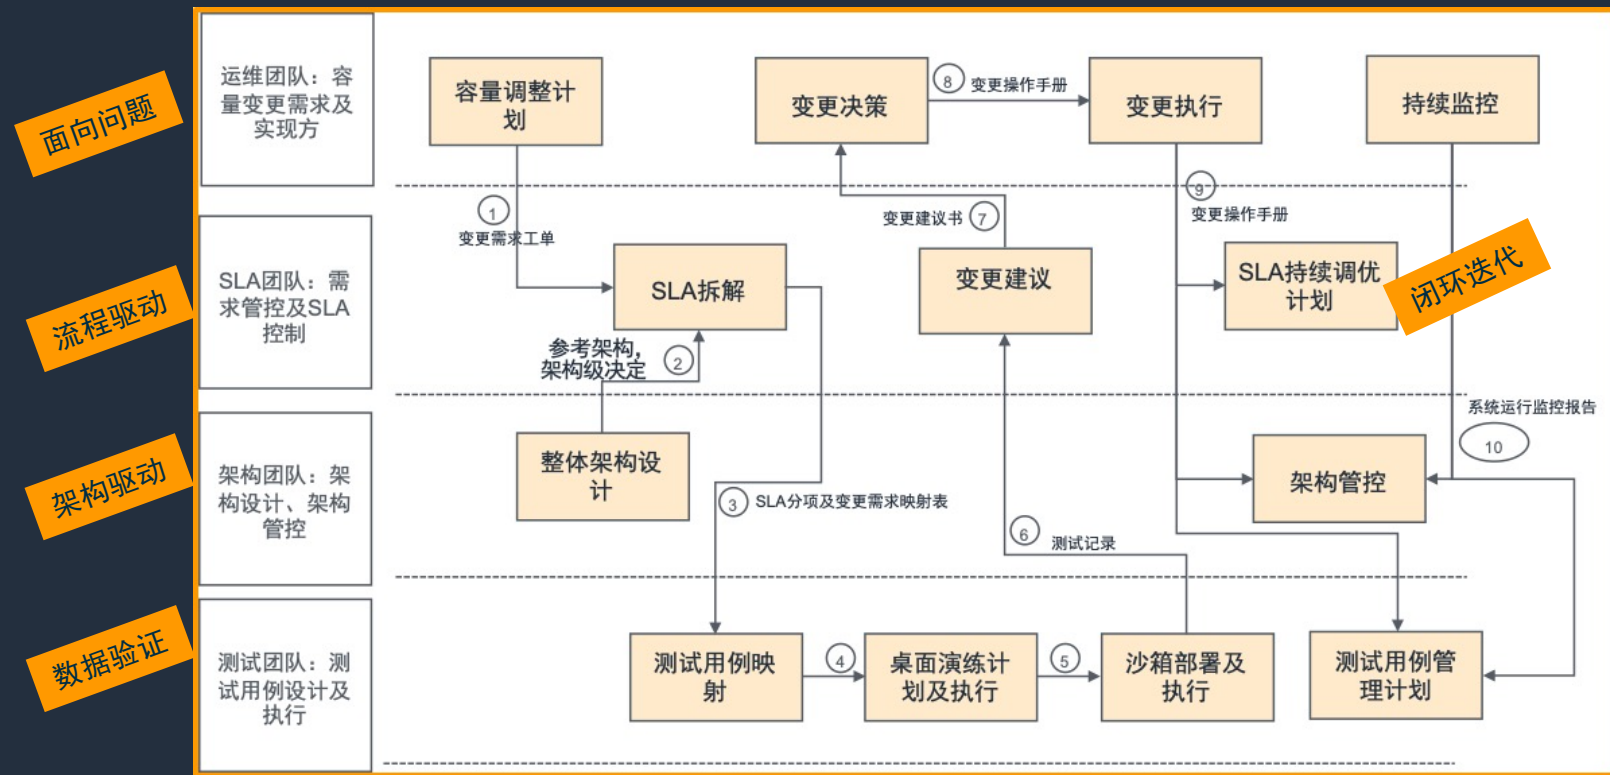 面向问题
流程驱动
架构驱动
数据验证
运维团队：容
量变更需求及
实现方
SLA团队：需
求管控及SLA
控制
架构团队：架
构设计、架构
管控
测试团队：测
试用例设计及
执行
容量调整计
划
变更决策
8
变更操作手册
变更执行
持续监控
1
变更需求工单
SLA拆解
变更建议书
7
变更建议
9
变更操作手册
SLA持续调优
计划
闭环迭代
参考架构，
架构级决定
2
整体架构设
计
3
SLA分项及变更需求映射表
6
测试记录
架构管控
系统运行监控报告
10
测试用例映
射
4
桌面演练计
划及执行
5
沙箱部署及
执行
测试用例管
理计划